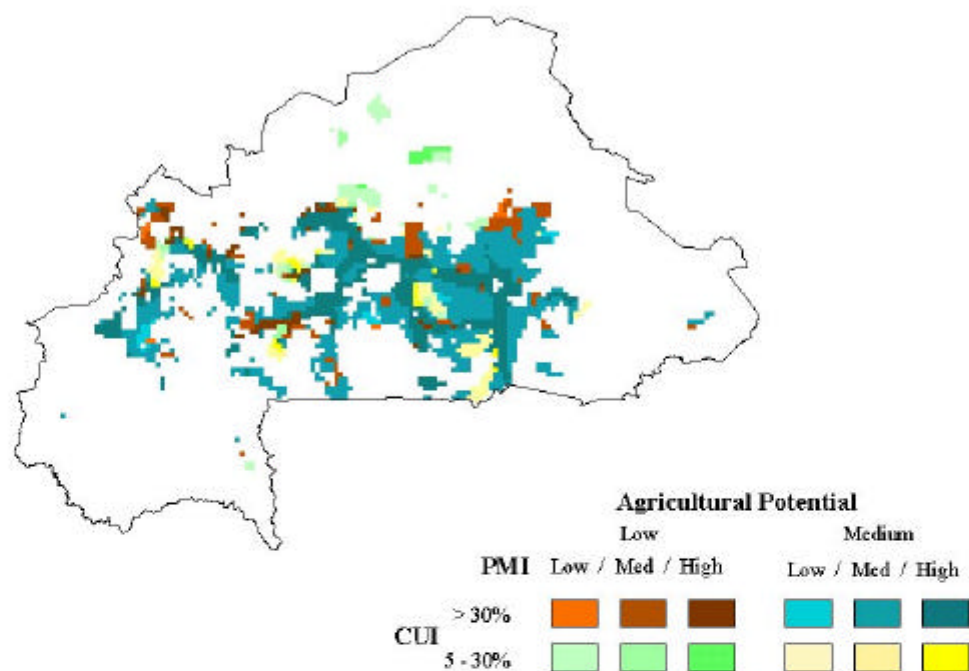 Agricultural Potential
Low Medium
PMI Low / Med / High Low / Med / High
CUI > 30%
5 - 30%